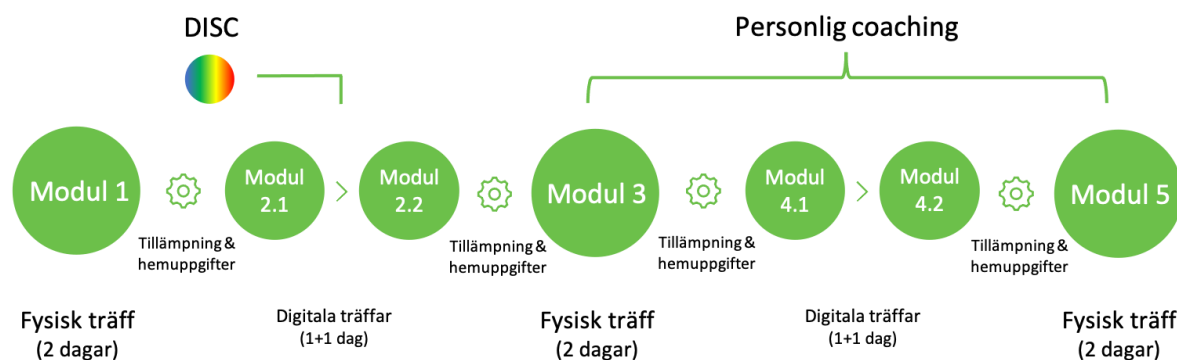 DISC
Personlig coaching
Modul 1
Modul
2.1
Modul
2.2
Modul 3
Modul
4.1
Modul
4.2
Modul 5
Tillämpning &
hemuppgifter
Tillämpning &
hemuppgifter
Tillämpning &
hemuppgifter
Tillämpning &
hemuppgifter
Fysisk träff
(2 dagar)
Digitala träffar
(1+1 dag)
Fysisk träff
(2 dagar)
Digitala träffar
(1+1 dag)
Fysisk träff
(2 dagar)